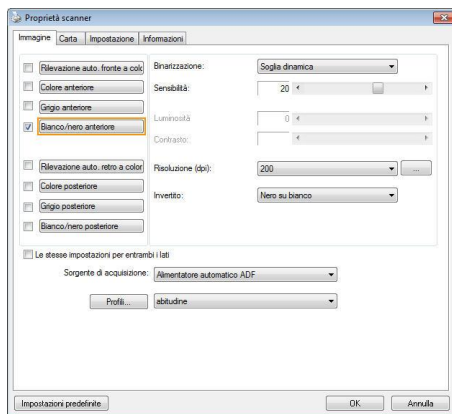 Proprietà scanner
Immagine Carta Impostazione Informazioni
Rilevazione auto. fronte a colo
Colore anteriore
Grigio anteriore
Bianco/nero anteriore
Rilevazione auto. retro a color
Colore posteriore
Grigio posteriore
Bianco/nero posteriore
Binarizzazione: Soglia dinamica
Sensibilità: 20
Luminosità 0
Contrasto:
Risoluzione (dpi): 200 ...
Invertito: Nero su bianco
Le stesse impostazioni per entrambi i lati
Sorgente di acquisizione: Alimentatore automatico ADF
Profili... abitudine
Impostazioni predefinite OK Annulla